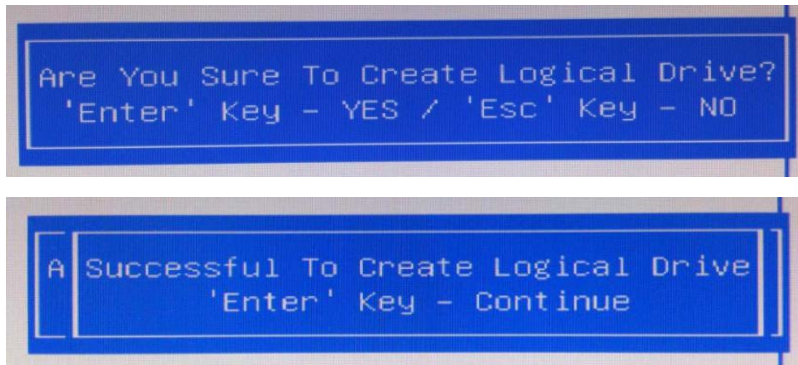 Are You Sure To Create Logical Drive?
'Enter' Key - YES / 'Esc' Key - NO
A Successful To Create Logical Drive
'Enter' Key - Continue